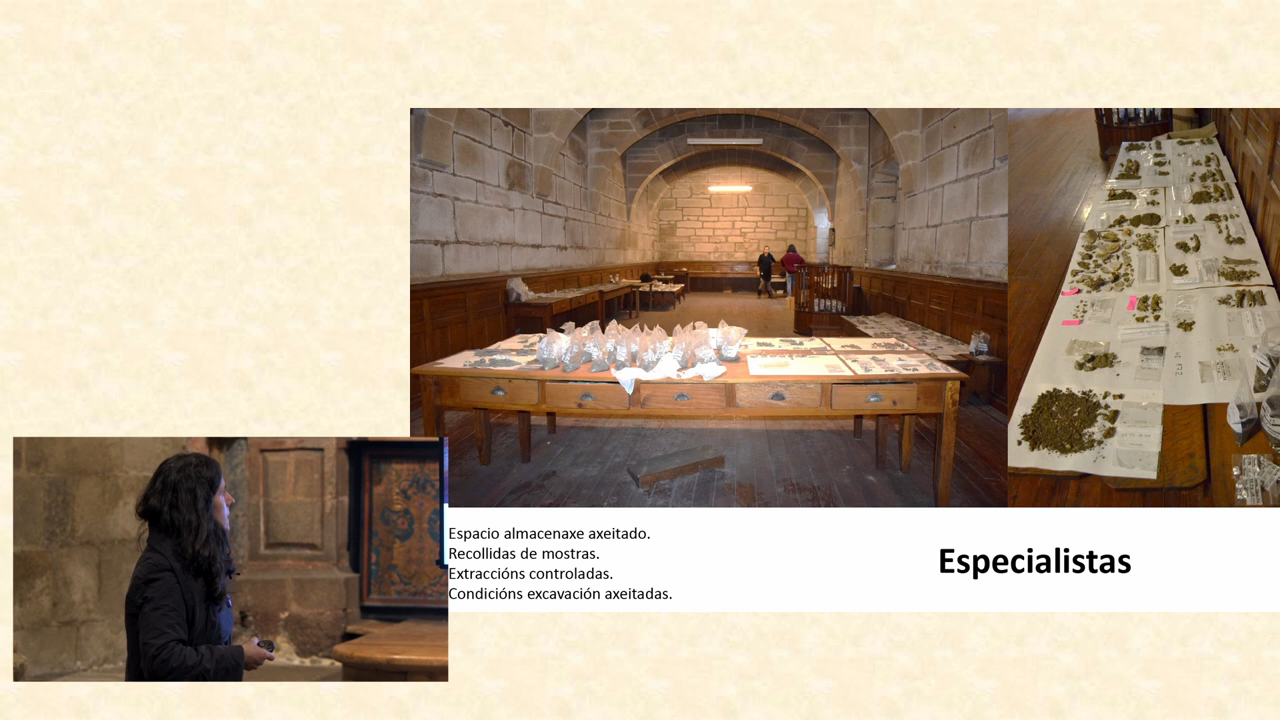 Espacio almacenaxe axeitado.
Recollidas de mostras.
Extraccións controladas.
Condicións excavación axeitadas.
Especialistas